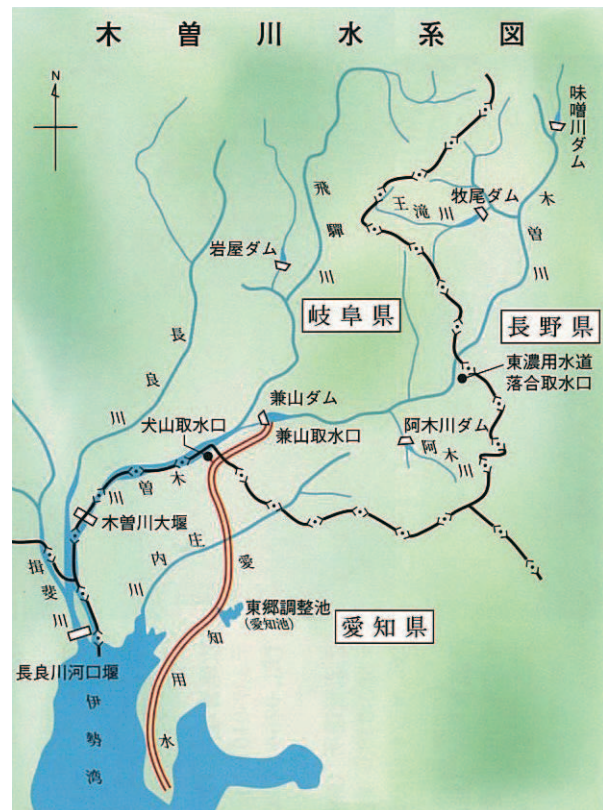 木曽川水系図
N
味噌川ダム
木曽川
牧尾ダム
王滝川
飛驒川
岩屋ダム
岐阜県
長野県
長良川
東濃用水道
落合取水口
兼山ダム
犬山取水口
兼山取水口
阿木川ダム
阿木川
木曽川
木曽川大堰
庄内川
揖斐川
愛知用水
東郷調整池
(愛知池)
愛知県
長良川河口堰
伊勢湾